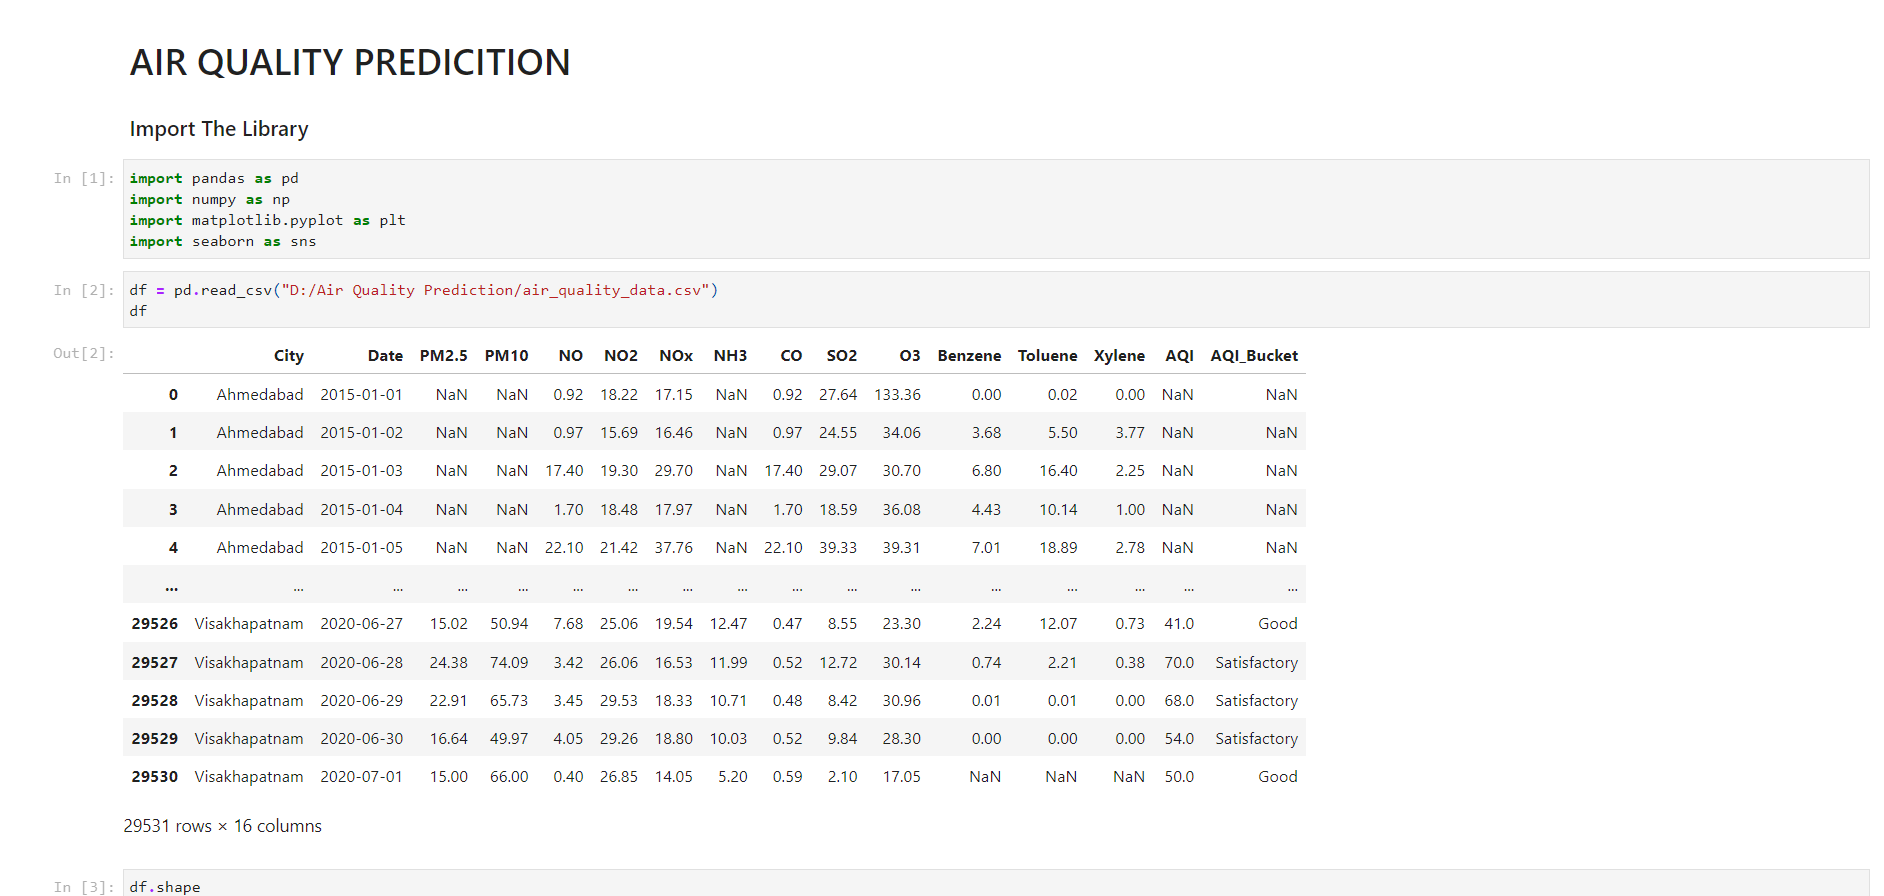 AIR QUALITY PREDICITION
Import The Library
In [1]: import pandas as pd
import numpy as np
import matplotlib.pyplot as plt
import seaborn as sns
In [2]: df = pd.read_csv("D:/Air Quality Prediction/air_quality_data.csv")
df
Out[2]: City Date PM2.5 PM10 NO NO2 NOx NH3 CO SO2 O3 Benzene Toluene Xylene AQI AQI_Bucket
0 Ahmedabad 2015-01-01 NaN NaN 0.92 18.22 17.15 NaN 0.92 27.64 133.36 0.00 0.02 0.00 NaN NaN
1 Ahmedabad 2015-01-02 NaN NaN 0.97 15.69 16.46 NaN 0.97 24.55 34.06 3.68 5.50 3.77 NaN NaN
2 Ahmedabad 2015-01-03 NaN NaN 17.40 19.30 29.70 NaN 17.40 29.07 30.70 6.80 16.40 2.25 NaN NaN
3 Ahmedabad 2015-01-04 NaN NaN 1.70 18.48 17.97 NaN 1.70 18.59 36.08 4.43 10.14 1.00 NaN NaN
4 Ahmedabad 2015-01-05 NaN NaN 22.10 21.42 37.76 NaN 22.10 39.33 39.31 7.01 18.89 2.78 NaN NaN
... ... ... ... ... ... ... ... ... ... ... ... ... ... ... ... ...
29526 Visakhapatnam 2020-06-27 15.02 50.94 7.68 25.06 19.54 12.47 0.47 8.55 23.30 2.24 12.07 0.73 41.0 Good
29527 Visakhapatnam 2020-06-28 24.38 74.09 3.42 26.06 16.53 11.99 0.52 12.72 30.14 0.74 2.21 0.38 70.0 Satisfactory
29528 Visakhapatnam 2020-06-29 22.91 65.73 3.45 29.53 18.33 10.71 0.48 8.42 30.96 0.01 0.01 0.00 68.0 Satisfactory
29529 Visakhapatnam 2020-06-30 16.64 49.97 4.05 29.26 18.80 10.03 0.52 9.84 28.30 0.00 0.00 0.00 54.0 Satisfactory
29530 Visakhapatnam 2020-07-01 15.00 66.00 0.40 26.85 14.05 5.20 0.59 2.10 17.05 NaN NaN NaN 50.0 Good
29531 rows × 16 columns
In [3]: df.shape